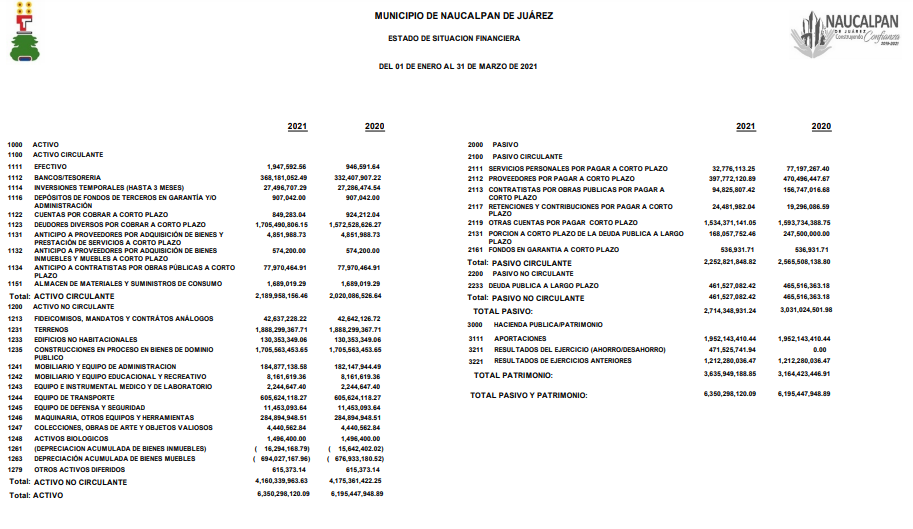 MUNICIPIO DE NAUCALPAN DE JUÁREZ
ESTADO DE SITUACION FINANCIERA
DEL 01 DE ENERO AL 31 DE MARZO DE 2021
NAUCALPAN
DE JUÁREZ
Construyendo Confianza
2019-2021
2021 2020
1000 ACTIVO
1100 ACTIVO CIRCULANTE
1111 EFECTIVO 1,947,592.56 946,591.64
1112 BANCOS/TESORERIA 368,181,052.49 332,407,907.22
1114 INVERSIONES TEMPORALES (HASTA 3 MESES) 27,496,707.29 27,286,474.54
1116 DEPÓSITOS DE FONDOS DE TERCEROS EN GARANTÍA Y/O 907,042.00 907,042.00
ADMINISTRACIÓN
1122 CUENTAS POR COBRAR A CORTO PLAZO 849,283.04 924,212.04
1123 DEUDORES DIVERSOS POR COBRAR A CORTO PLAZO 1,705,490,806.15 1,572,528,626.27
1131 ANTICIPO A PROVEEDORES POR ADQUISICIÓN DE BIENES Y 4,851,988.73 4,851,988.73
PRESTACIÓN DE SERVICIOS A CORTO PLAZO
1132 ANTICIPO A PROVEEDORES POR ADQUISICIÓN DE BIENES 574,200.00 574,200.00
INMUEBLES Y MUEBLES A CORTO PLAZO
1134 ANTICIPO A CONTRATISTAS POR OBRAS PÚBLICAS A CORTO 77,970,464.91 77,970,464.91
PLAZO
1151 ALMACEN DE MATERIALES Y SUMINISTROS DE CONSUMO 1,689,019.29 1,689,019.29
Total: ACTIVO CIRCULANTE 2,189,958,156.46 2,020,086,526.64
1200 ACTIVO NO CIRCULANTE
1213 FIDEICOMISOS, MANDATOS Y CONTRÁTOS ANÁLOGOS 42,637,228.22 42,642,126.72
1231 TERRENOS 1,888,299,367.71 1,888,299,367.71
1233 EDIFICIOS NO HABITACIONALES 130,353,349.06 130,353,349.06
1235 CONSTRUCCIONES EN PROCESO EN BIENES DE DOMINIO 1,705,563,453.65 1,705,563,453.65
PUBLICO
1241 MOBILIARIO Y EQUIPO DE ADMINISTRACION 184,877,138.58 182,147,944.49
1242 MOBILIARIO Y EQUIPO EDUCACIONAL Y RECREATIVO 8,161,619.36 8,161,619.36
1243 EQUIPO E INSTRUMENTAL MEDICO Y DE LABORATORIO 2,244,647.40 2,244,647.40
1244 EQUIPO DE TRANSPORTE 605,624,118.27 605,624,118.27
1245 EQUIPO DE DEFENSA Y SEGURIDAD 11,453,093.64 11,453,093.64
1246 MAQUINARIA, OTROS EQUIPOS Y HERRAMIENTAS 284,894,948.51 284,894,948.51
1247 COLECCIONES, OBRAS DE ARTE Y OBJETOS VALIOSOS 4,440,562.84 4,440,562.84
1248 ACTIVOS BIOLOGICOS 1,496,400.00 1,496,400.00
1261 (DEPRECIACION ACUMULADA DE BIENES INMUEBLES) ( 16,294,168.79) ( 15,642,402.02)
1263 DEPRECIACIÓN ACUMULADA DE BIENES MUEBLES ( 694,027,167.96) ( 676,933,180.52)
1279 OTROS ACTIVOS DIFERIDOS 615,373.14 615,373.14
Total: ACTIVO NO CIRCULANTE 4,160,339,963.63 4,175,361,422.25
Total: ACTIVO 6,350,298,120.09 6,195,447,948.89
2021 2020
2000 PASIVO
2100 PASIVO CIRCULANTE
2111 SERVICIOS PERSONALES POR PAGAR A CORTO PLAZO 32,776,113.25 77,197,267.40
2112 PROVEEDORES POR PAGAR A CORTO PLAZO 397,772,120.89 470,496,447.67
2113 CONTRATISTAS POR OBRAS PUBLICAS POR PAGAR A 94,825,807.42 156,747,016.68
CORTO PLAZO
2117 RETENCIONES Y CONTRIBUCIONES POR PAGAR A CORTO 24,481,982.04 19,296,086.59
PLAZO
2119 OTRAS CUENTAS POR PAGAR CORTO PLAZO 1,534,371,141.05 1,593,734,388.75
2131 PORCION A CORTO PLAZO DE LA DEUDA PUBLICA A LARGO 168,057,752.46 247,500,000.00
PLAZO
2161 FONDOS EN GARANTIA A CORTO PLAZO 536,931.71 536,931.71
Total: PASIVO CIRCULANTE 2,252,821,848.82 2,565,508,138.80
2200 PASIVO NO CIRCULANTE
2233 DEUDA PUBLICA A LARGO PLAZO 461,527,082.42 465,516,363.18
Total: PASIVO NO CIRCULANTE 461,527,082.42 465,516,363.18
TOTAL PASIVO: 2,714,348,931.24 3,031,024,501.98
3000 HACIENDA PUBLICA/PATRIMONIO
3111 APORTACIONES 1,952,143,410.44 1,952,143,410.44
3211 RESULTADOS DEL EJERCICIO (AHORRO/DESAHORRO) 471,525,741.94 0.00
3221 RESULTADOS DE EJERCICIOS ANTERIORES 1,212,280,036.47 1,212,280,036.47
TOTAL PATRIMONIO: 3,635,949,188.85 3,164,423,446.91
TOTAL PASIVO Y PATRIMONIO: 6,350,298,120.09 6,195,447,948.89